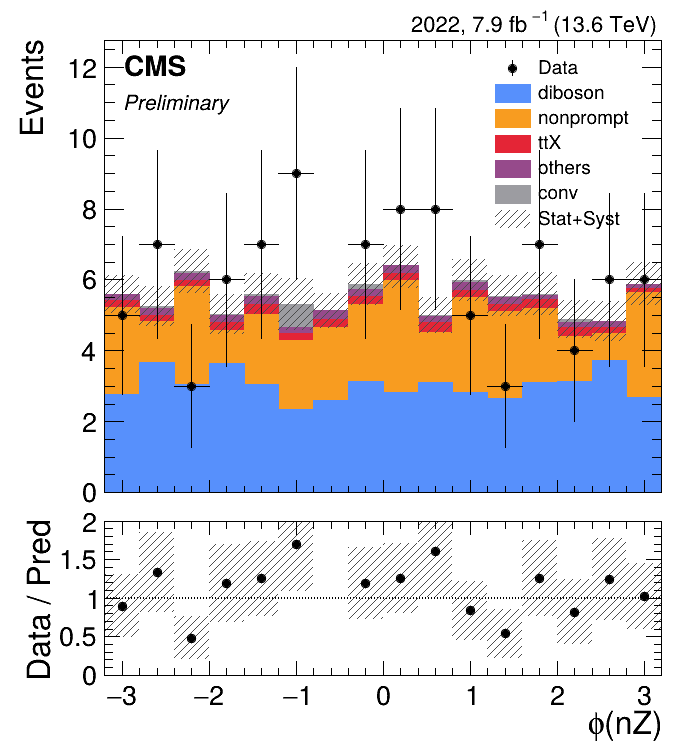 2022, 7.9 fb⁻¹ (13.6 TeV)
Events
12
10
8
6
4
2
0
CMS
Preliminary
Data
diboson
nonprompt
ttX
others
conv
Stat+Syst
Data / Pred
2
1.5
1
0.5
0
−3 −2 −1 0 1 2 3
ϕ(nZ)